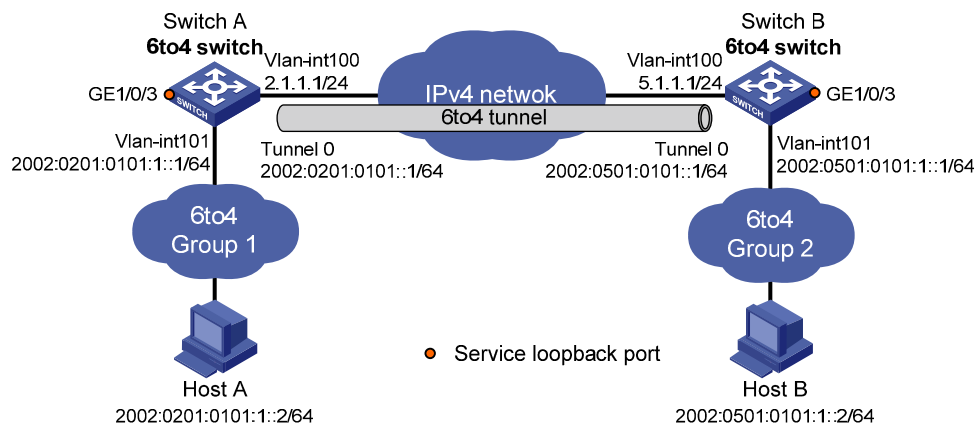 Switch A
6to4 switch
Switch B
6to4 switch
Vlan-int100
2.1.1.1/24
Vlan-int100
5.1.1.1/24
GE1/0/3
SWITCH
IPv4 netwok
SWITCH
GE1/0/3
6to4 tunnel
Vlan-int101
2002:0201:0101:1::1/64
Tunnel 0
2002:0201:0101::1/64
Tunnel 0
2002:0501:0101::1/64
Vlan-int101
2002:0501:0101:1::1/64
6to4
Group 1
6to4
Group 2
Service loopback port
Host A
2002:0201:0101:1::2/64
Host B
2002:0501:0101:1::2/64